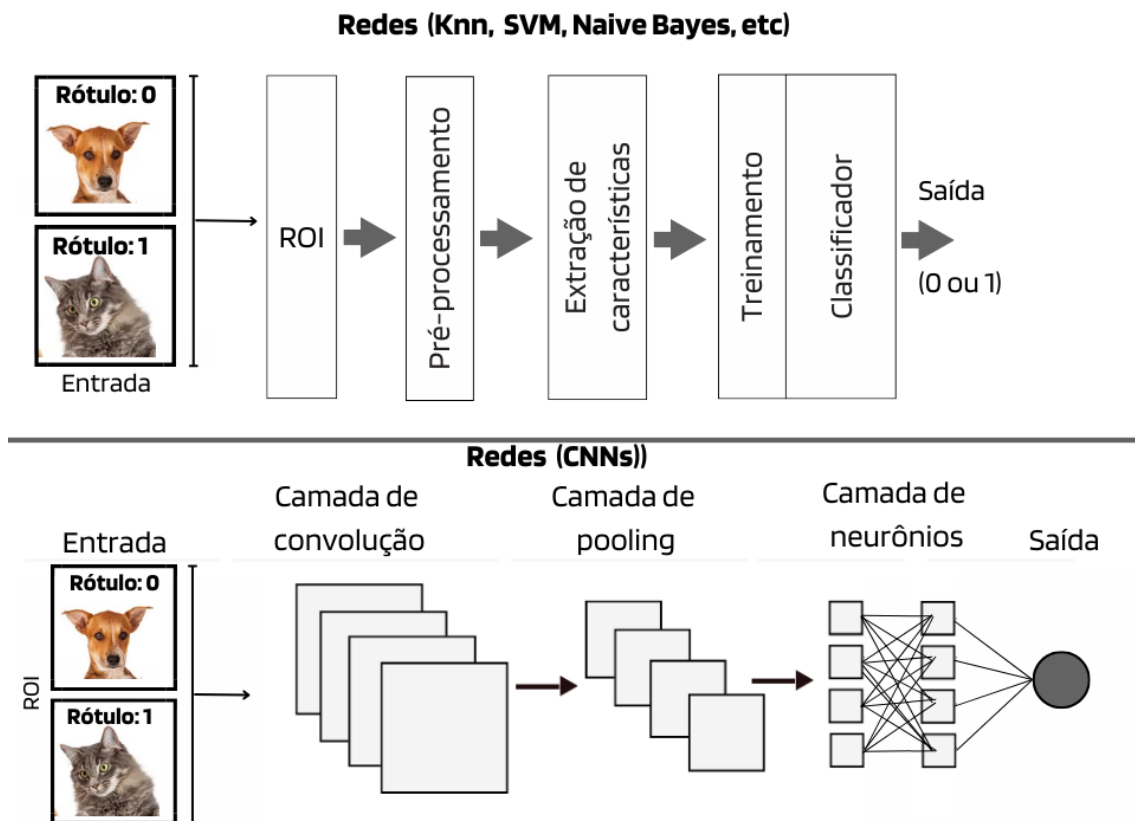 Redes (Knn, SVM, Naive Bayes, etc)
Rótulo: 0
Rótulo: 1
Entrada
ROI
Pré-processamento
Extração de
características
Treinamento
Classificador
Saída
(0 ou 1)
Redes (CNNs))
Entrada
Camada de
convolução
Camada de
pooling
Camada de
neurônios
Saída
ROI
Rótulo: 0
Rótulo: 1